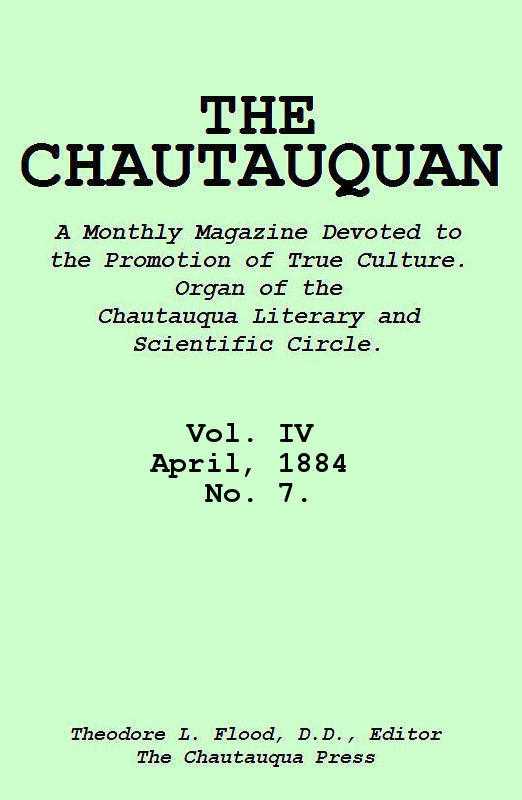 THE
CHAUTAUQUAN
A Monthly Magazine Devoted to
the Promotion of True Culture.
Organ of the
Chautauqua Literary and
Scientific Circle.
Vol. IV
April, 1884
No. 7.
Theodore L. Flood, D.D., Editor
The Chautauqua Press